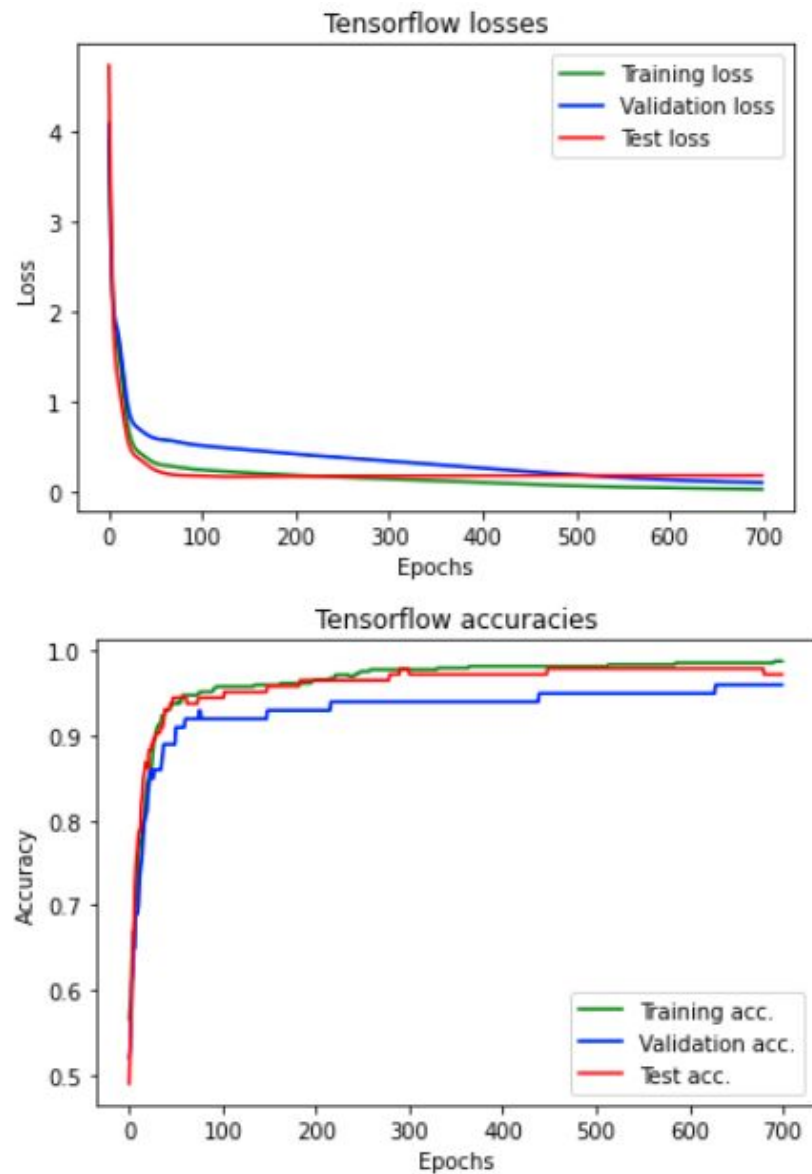 Tensorflow losses
Training loss
Validation loss
Test loss
4
3
2
1
0
Loss
0 100 200 300 400 500 600 700
Epochs
Tensorflow accuracies
1.0
0.9
0.8
0.7
0.6
0.5
Accuracy
Training acc.
Validation acc.
Test acc.
0 100 200 300 400 500 600 700
Epochs